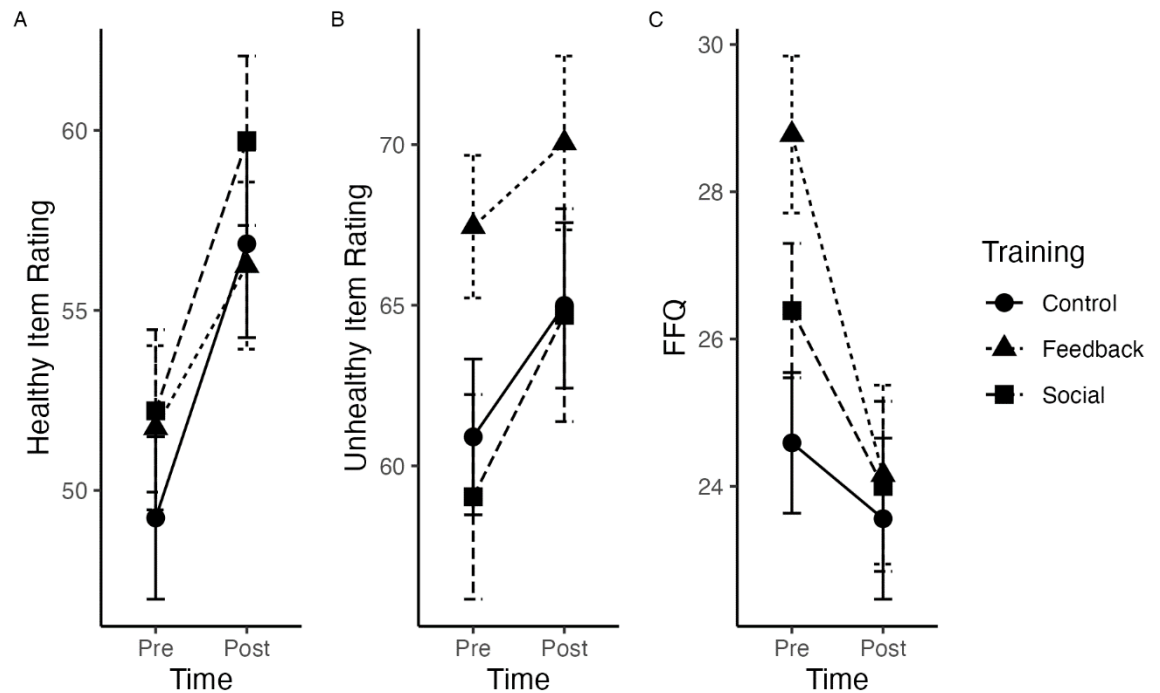 A
Healthy Item Rating
60
55
50
Pre
Post
Time
B
Unhealthy Item Rating
70
65
60
Pre
Post
Time
C
FFQ
30
28
26
24
Pre
Post
Time
Training
Control
Feedback
Social